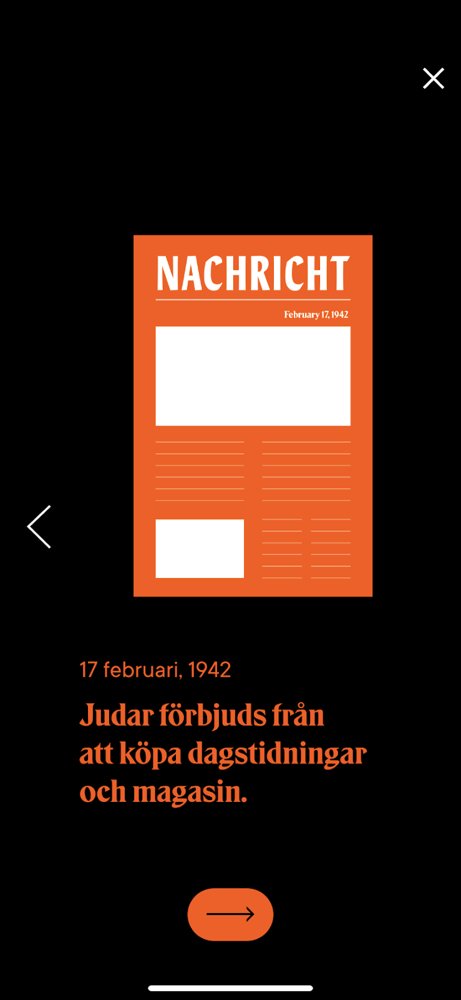 NACHRICHT
February 17, 1942
17 februari, 1942
Judar förbjuds från
att köpa dagstidningar
och magasin.